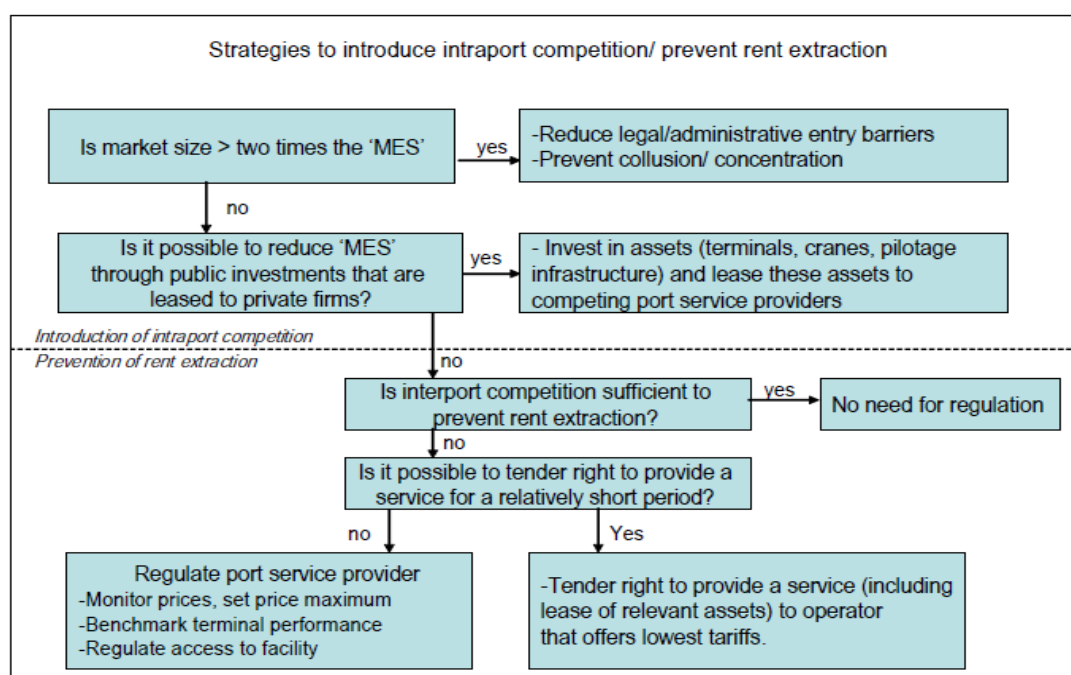 Strategies to introduce intraport competition/ prevent rent extraction
Is market size > two times the ‘MES’
yes
-Reduce legal/administrative entry barriers
-Prevent collusion/ concentration
no
Is it possible to reduce ‘MES’
through public investments that are
leased to private firms?
yes
- Invest in assets (terminals, cranes, pilotage
infrastructure) and lease these assets to
competing port service providers
Introduction of intraport competition
Prevention of rent extraction
no
Is interport competition sufficient to
prevent rent extraction?
yes
No need for regulation
no
Is it possible to tender right to provide a
service for a relatively short period?
no
Yes
Regulate port service provider
-Monitor prices, set price maximum
-Benchmark terminal performance
-Regulate access to facility
-Tender right to provide a service (including
lease of relevant assets) to operator
that offers lowest tariffs.